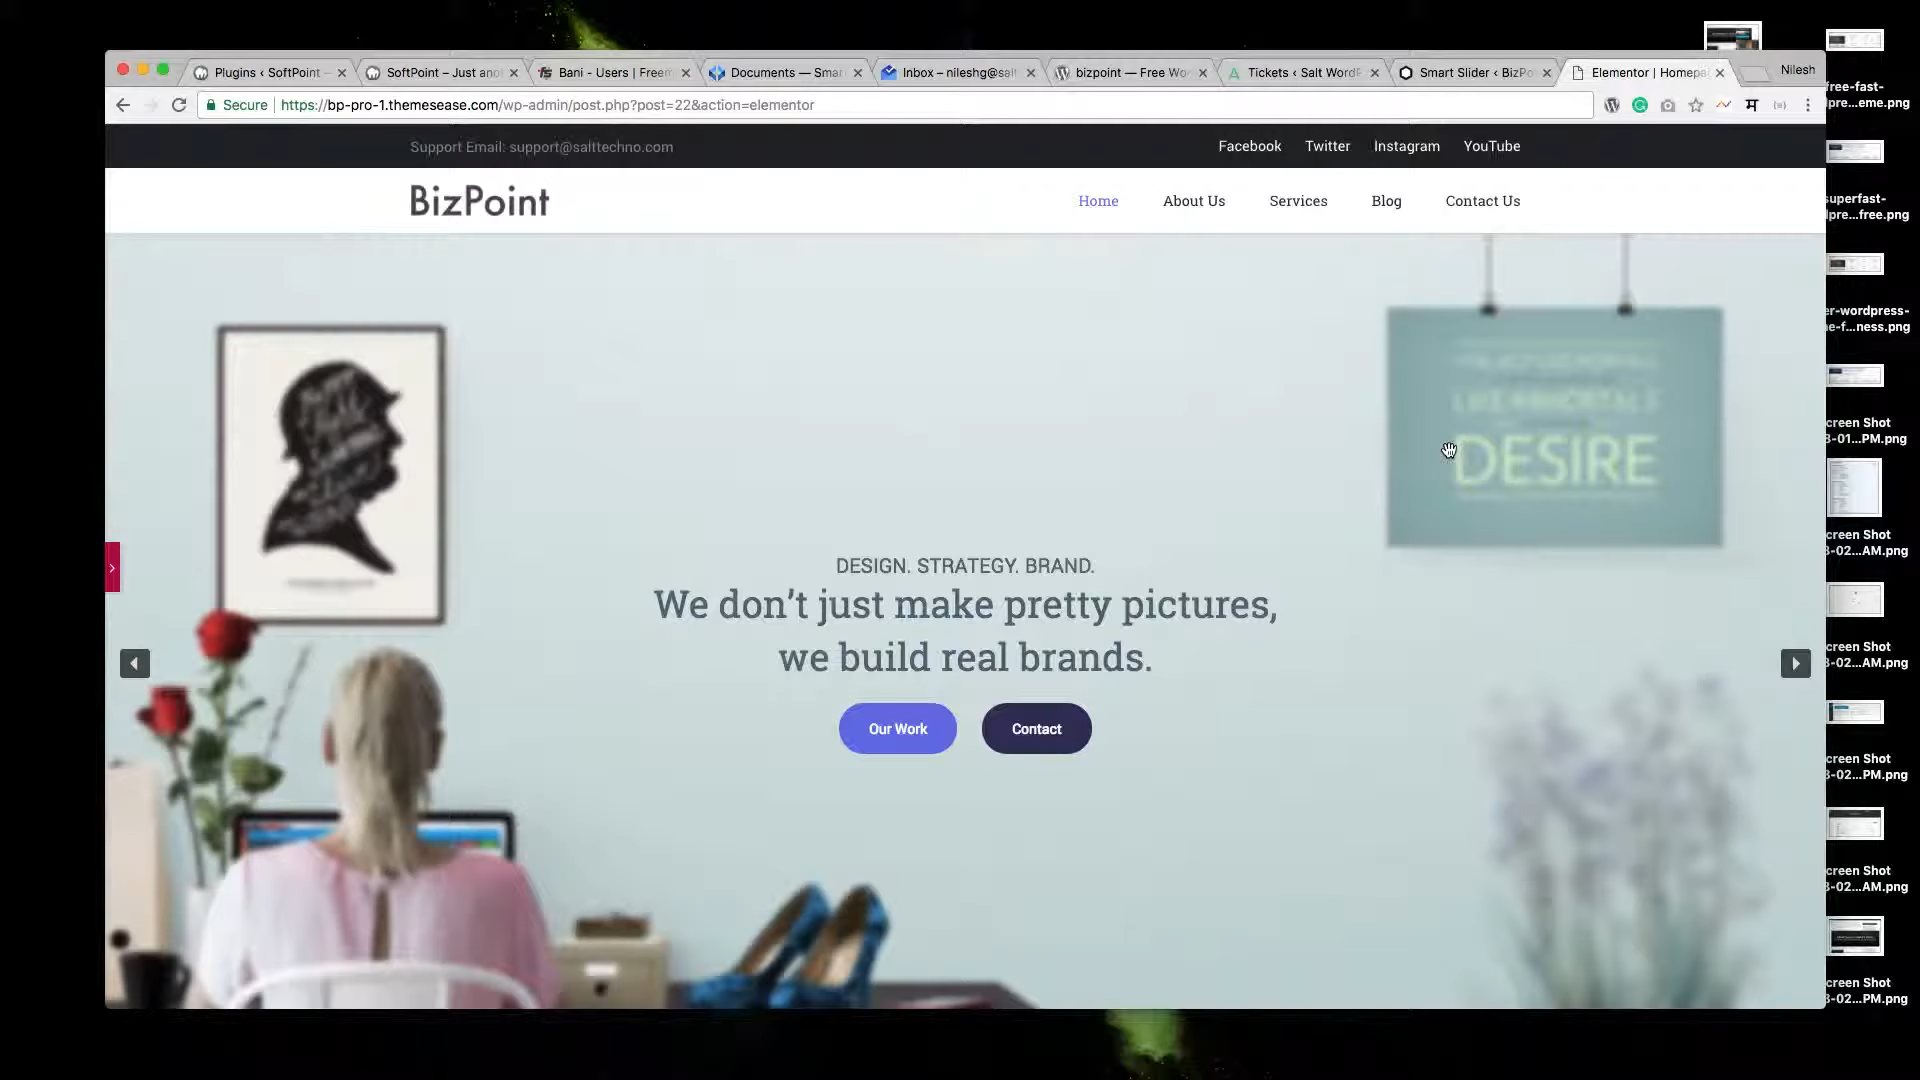 Plugins ‹ SoftPoint —
SoftPoint – Just ano
Bani - Users | Freem
Documents — Smar
Inbox – nileshg@salt
bizpoint — Free Wo
Tickets ‹ Salt WordP
Smart Slider ‹ BizPo
Elementor | Homepa
Nilesh
Secure
https://bp-pro-1.themesease.com/wp-admin/post.php?post=22&action=elementor
Support Email: support@salttechno.com
Facebook Twitter Instagram YouTube
BizPoint
Home About Us Services Blog Contact Us
DESIRE
DESIGN. STRATEGY. BRAND.
We don’t just make pretty pictures,
we build real brands.
Our Work
Contact
free-fast-
pre...eme.png
superfast-
lpre...free.png
er-wordpress-
e-f...ness.png
creen Shot
3-01...PM.png
creen Shot
3-02...AM.png
creen Shot
3-02...AM.png
creen Shot
3-02...PM.png
creen Shot
3-02...AM.png
creen Shot
3-02...PM.png